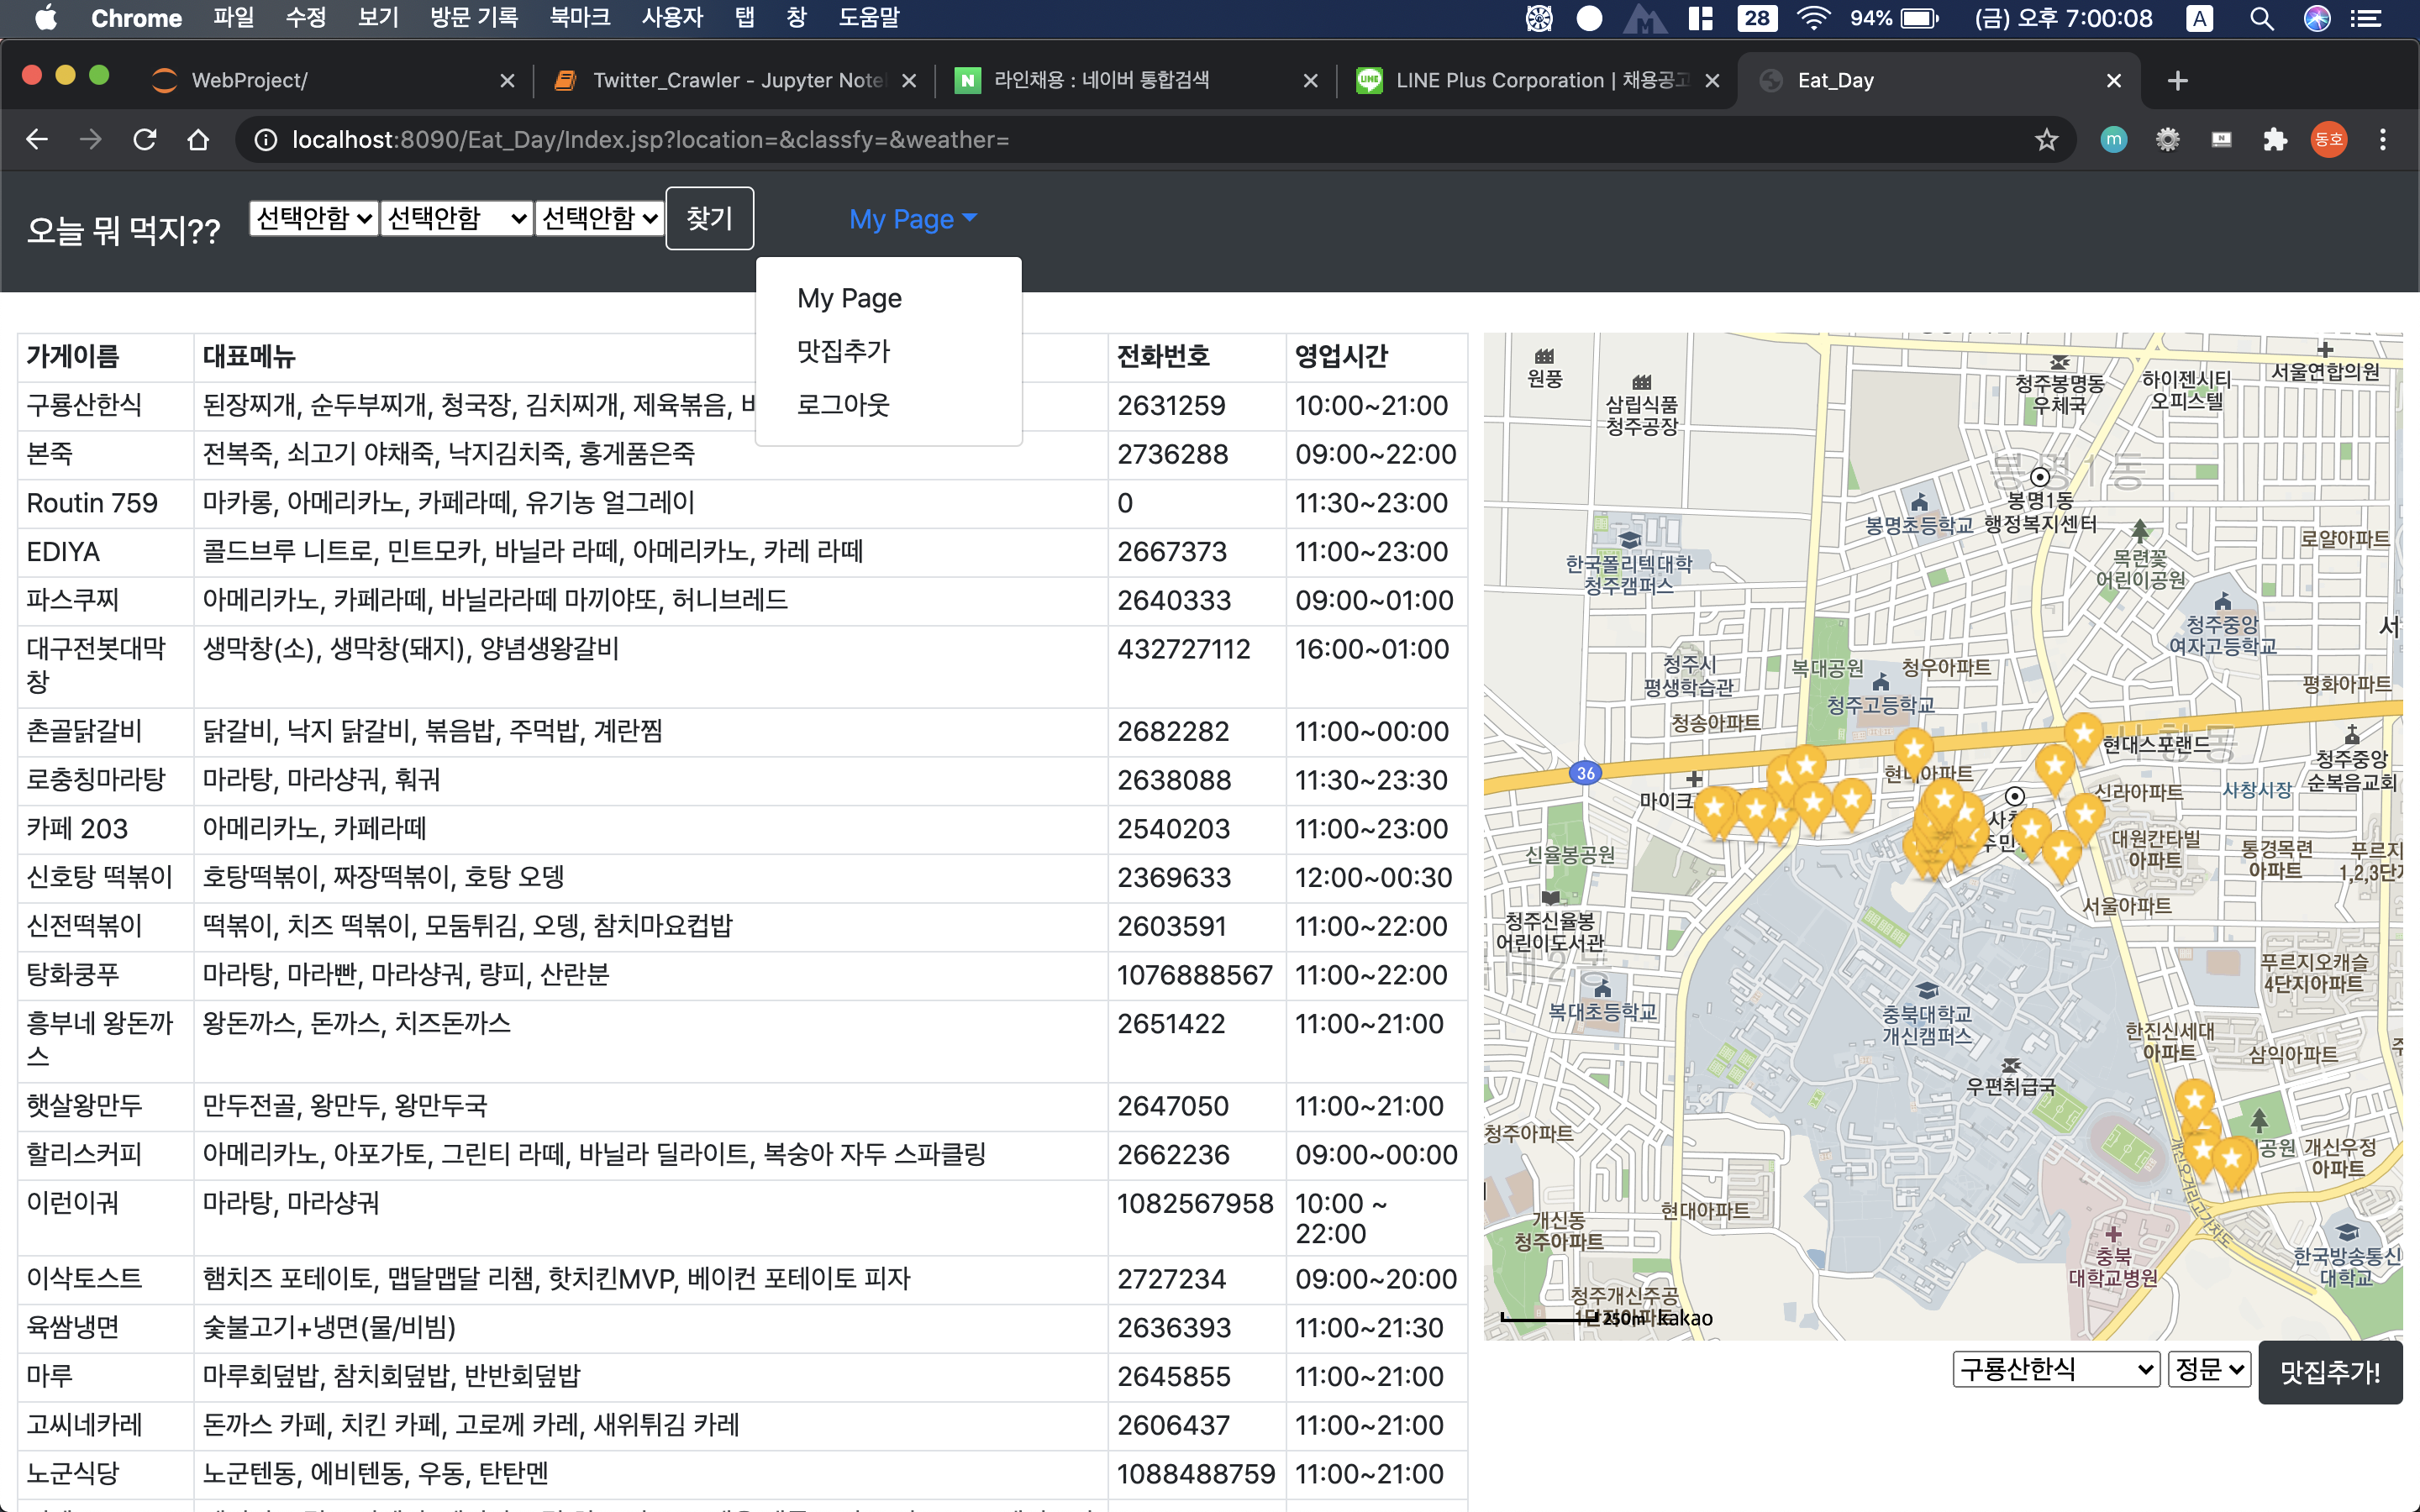 Chrome 파일 수정 보기 방문 기록 북마크 사용자 탭 창 도움말 28 94% (금) 오후 7:00:08 A
WebProject/ Twitter_Crawler - Jupyter Note 라인채용 : 네이버 통합검색 LINE Plus Corporation | 채용공고 Eat_Day
localhost:8090/Eat_Day/Index.jsp?location=&classfy=&weather= m 동호
오늘 뭐 먹지?? 선택안함 선택안함 선택안함 찾기 My Page
My Page
맛집추가
로그아웃
가게이름 대표메뉴 전화번호 영업시간
구룡산한식 된장찌개, 순두부찌개, 청국장, 김치찌개, 제육볶음, 2631259 10:00~21:00
본죽 전복죽, 쇠고기 야채죽, 낙지김치죽, 홍게품은죽 2736288 09:00~22:00
Routin 759 마카롱, 아메리카노, 카페라떼, 유기농 얼그레이 0 11:30~23:00
EDIYA 콜드브루 니트로, 민트모카, 바닐라 라떼, 아메리카노, 카레 라떼 2667373 11:00~23:00
파스쿠찌 아메리카노, 카페라떼, 바닐라라떼 마끼야또, 허니브레드 2640333 09:00~01:00
대구전봇대막 생막창(소), 생막창(돼지), 양념생왕갈비 432727112 16:00~01:00
창
촌골닭갈비 닭갈비, 낙지 닭갈비, 볶음밥, 주먹밥, 계란찜 2682282 11:00~00:00
로충칭마라탕 마라탕, 마라샹궈, 훠궈 2638088 11:30~23:30
카페 203 아메리카노, 카페라떼 2540203 11:00~23:00
신호탕 떡볶이 호탕떡볶이, 짜장떡볶이, 호탕 오뎅 2369633 12:00~00:30
신전떡볶이 떡볶이, 치즈 떡볶이, 모둠튀김, 오뎅, 참치마요컵밥 2603591 11:00~22:00
탕화쿵푸 마라탕, 마라빤, 마라샹궈, 량피, 산란분 1076888567 11:00~22:00
흥부네 왕돈까 왕돈까스, 돈까스, 치즈돈까스 2651422 11:00~21:00
스
햇살왕만두 만두전골, 왕만두, 왕만두국 2647050 11:00~21:00
할리스커피 아메리카노, 아포가토, 그린티 라떼, 바닐라 딜라이트, 복숭아 자두 스파클링 2662236 09:00~00:00
이런이궈 마라탕, 마라샹궈 1082567958 10:00 ~
22:00
이삭토스트 햄치즈 포테이토, 맵달맵달 리챔, 핫치킨MVP, 베이컨 포테이토 피자 2727234 09:00~20:00
육쌈냉면 숯불고기+냉면(물/비빔) 2636393 11:00~21:30
마루 마루회덮밥, 참치회덮밥, 반반회덮밥 2645855 11:00~21:00
고씨네카레 돈까스 카페, 치킨 카페, 고로께 카레, 새위튀김 카레 2606437 11:00~21:00
노군식당 노군텐동, 에비텐동, 우동, 탄탄멘 1088488759 11:00~21:00
원풍
삼립식품
청주공장
청주봉명동
우체국
하이젠시티
오피스텔
서울연합의원
봉명1동
봉명1동
행정복지센터
봉명초등학교
로얄아파트
목련꽃
어린이공원
한국폴리텍대학
청주캠퍼스
청주중앙
여자고등학교
청주시
평생학습관
복대공원
청우아파트
청주고등학교
평화아파트
청송아파트
36
현대스포랜드
청주중앙
순복음교회
현대아파트
신라아파트
사창시장
마이크
대원칸타빌
아파트
통경목련
아파트
푸르지
1,2,3단지
신율봉공원
서울아파트
청주신율봉
어린이도서관
푸르지오캐슬
4단지아파트
복대초등학교
충북대학교
개신캠퍼스
한진신세대
아파트
삼익아파트
우편취급국
청주아파트
공원
개신우정
아파트
개신오거리고가차도
현대아파트
개신동
청주아파트
충북
대학교병원
한국방송통신
대학교
청주개신주공
1단지아파트
250m kakao
구룡산한식 정문 맛집추가!